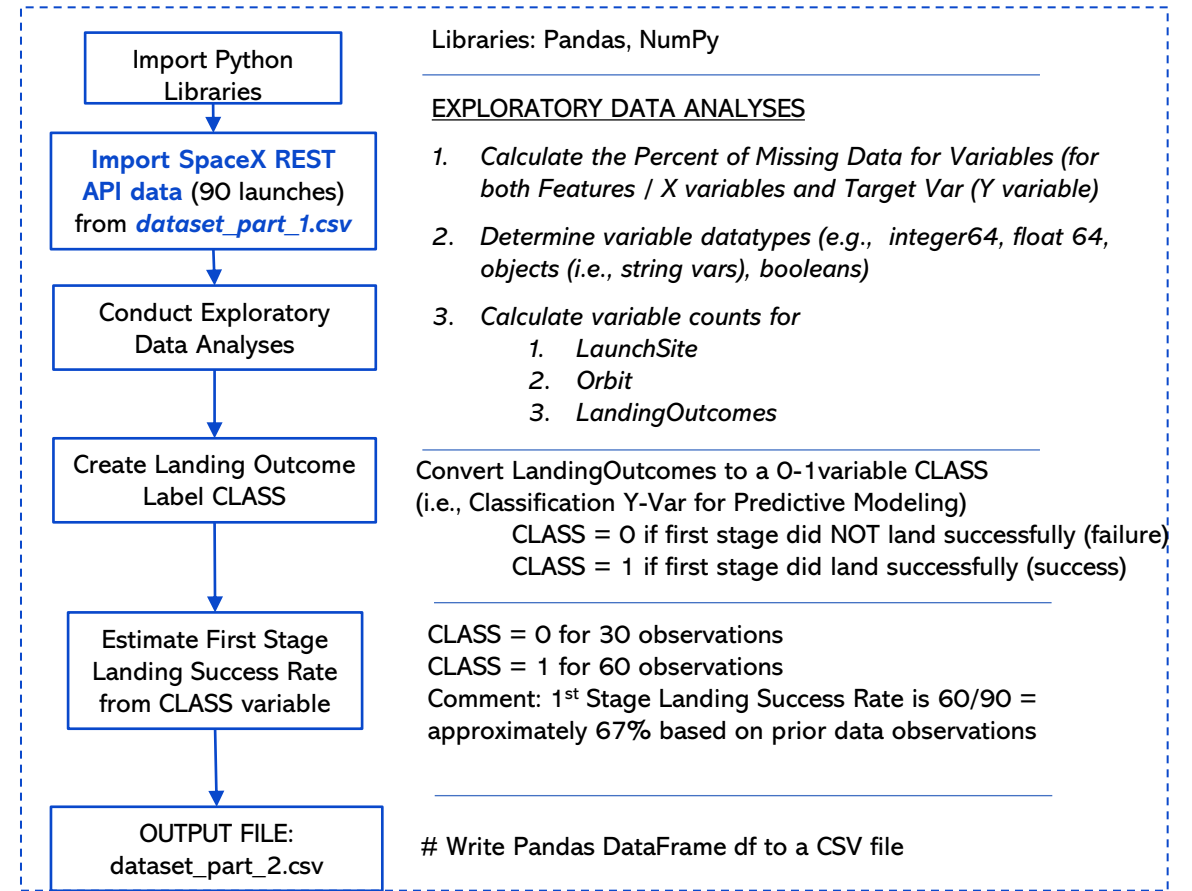 Import Python
Libraries
Libraries: Pandas, NumPy
Import SpaceX REST
API data (90 launches)
from dataset_part_1.csv
Conduct Exploratory
Data Analyses
EXPLORATORY DATA ANALYSES
1. Calculate the Percent of Missing Data for Variables (for
both Features / X variables and Target Var (Y variable)
2. Determine variable datatypes (e.g., integer64, float 64,
objects (i.e., string vars), booleans)
3. Calculate variable counts for
1. LaunchSite
2. Orbit
3. LandingOutcomes
Create Landing Outcome
Label CLASS
Convert LandingOutcomes to a 0-1variable CLASS
(i.e., Classification Y-Var for Predictive Modeling)
CLASS = 0 if first stage did NOT land successfully (failure)
CLASS = 1 if first stage did land successfully (success)
Estimate First Stage
Landing Success Rate
from CLASS variable
CLASS = 0 for 30 observations
CLASS = 1 for 60 observations
Comment: 1st Stage Landing Success Rate is 60/90 =
approximately 67% based on prior data observations
OUTPUT FILE:
dataset_part_2.csv
# Write Pandas DataFrame df to a CSV file